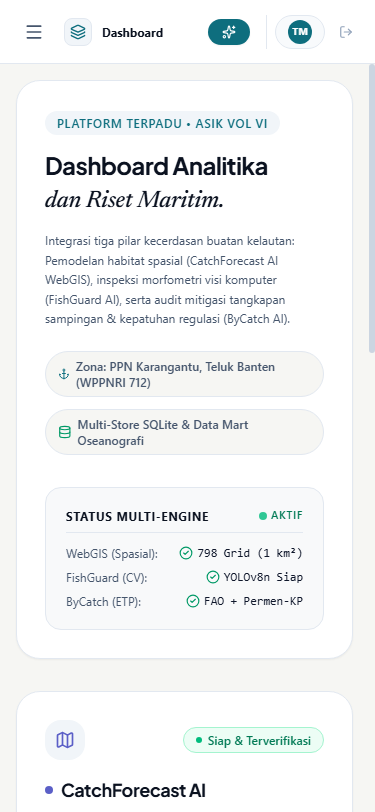 Dashboard
TM
PLATFORM TERPADU • ASIK VOL VI
Dashboard Analitika
dan Riset Maritim.
Integrasi tiga pilar kecerdasan buatan kelautan:
Pemodelan habitat spasial (CatchForecast AI
WebGIS), inspeksi morfometri visi komputer
(FishGuard AI), serta audit mitigasi tangkapan
sampingan & kepatuhan regulasi (ByCatch AI).
Zona: PPN Karangantu, Teluk Banten
(WPPNRI 712)
Multi-Store SQLite & Data Mart
Oseanografi
STATUS MULTI-ENGINE AKTIF
WebGIS (Spasial): 798 Grid (1 km²)
FishGuard (CV): YOLOv8n Siap
ByCatch (ETP): FAO + Permen-KP
Siap & Terverifikasi
CatchForecast AI